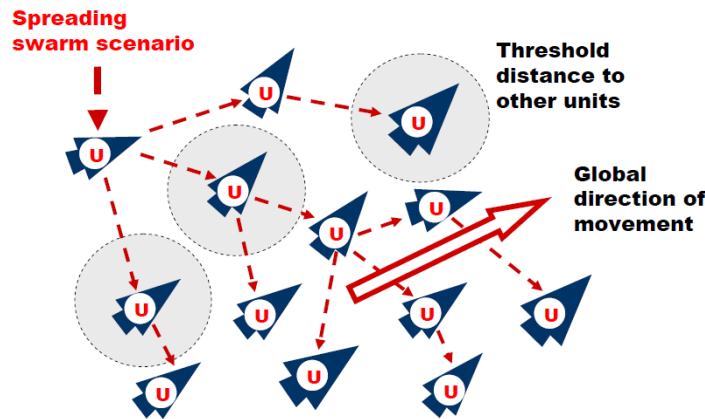 Spreading
swarm scenario
Threshold
distance to
other units
U
U
U
U
Global
direction of
movement
U
U
U
U
U
U
U
U
U